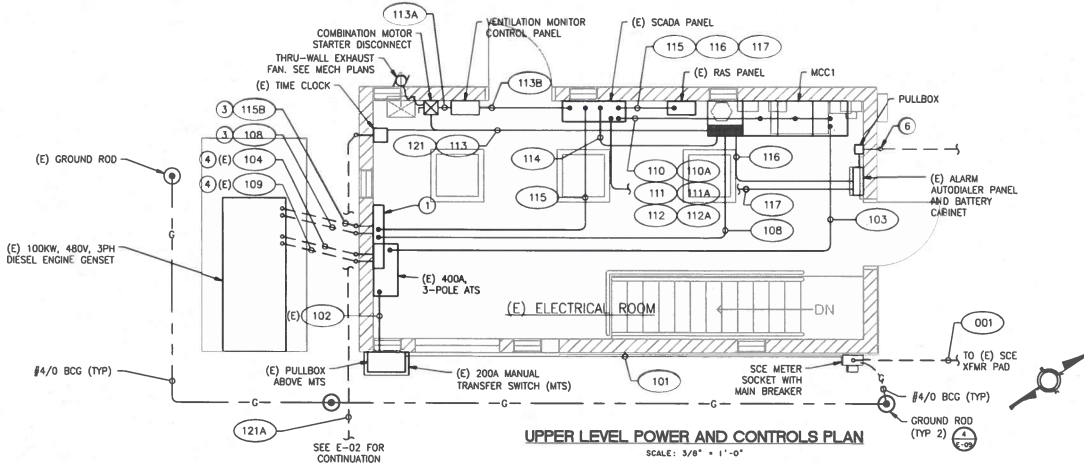 113A
COMBINATION MOTOR
STARTER DISCONNECT
VENTILATION MONITOR
CONTROL PANEL
(E) SCADA PANEL
115
116
117
THRU-WALL EXHAUST
FAN. SEE MECH PLANS
113B
(E) RAS PANEL
MCC1
(E) TIME CLOCK
PULLBOX
3
115B
3
108
4
(E)
104
4
(E)
109
6
(E) GROUND ROD
121
113
114
116
110
110A
111
111A
112
112A
117
(E) ALARM
AUTODIALER PANEL
AND BATTERY
CABINET
1
115
108
103
G
(E) 100KW, 480V, 3PH
DIESEL ENGINE GENSET
(E) 400A,
3-POLE ATS
(E) ELECTRICAL ROOM
DN
(E)
102
001
TO (E) SCE
XFMR PAD
#4/0 BCG (TYP)
(E) PULLBOX
ABOVE MTS
(E) 200A MANUAL
TRANSFER SWITCH (MTS)
101
SCE METER
SOCKET WITH
MAIN BREAKER
G
#4/0 BCG (TYP)
G
G
G
121A
GROUND ROD
(TYP 2)
4
E-09
SEE E-02 FOR
CONTINUATION
UPPER LEVEL POWER AND CONTROLS PLAN
SCALE: 3/8" = 1'-0"